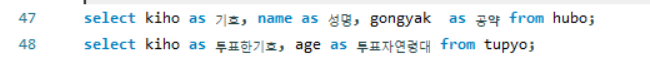 47 select kiho as 기호, name as 성명, gongyak  as 공약 from hubo;
48 select kiho as 투표한기호, age as 투표자연령대 from tupyo;